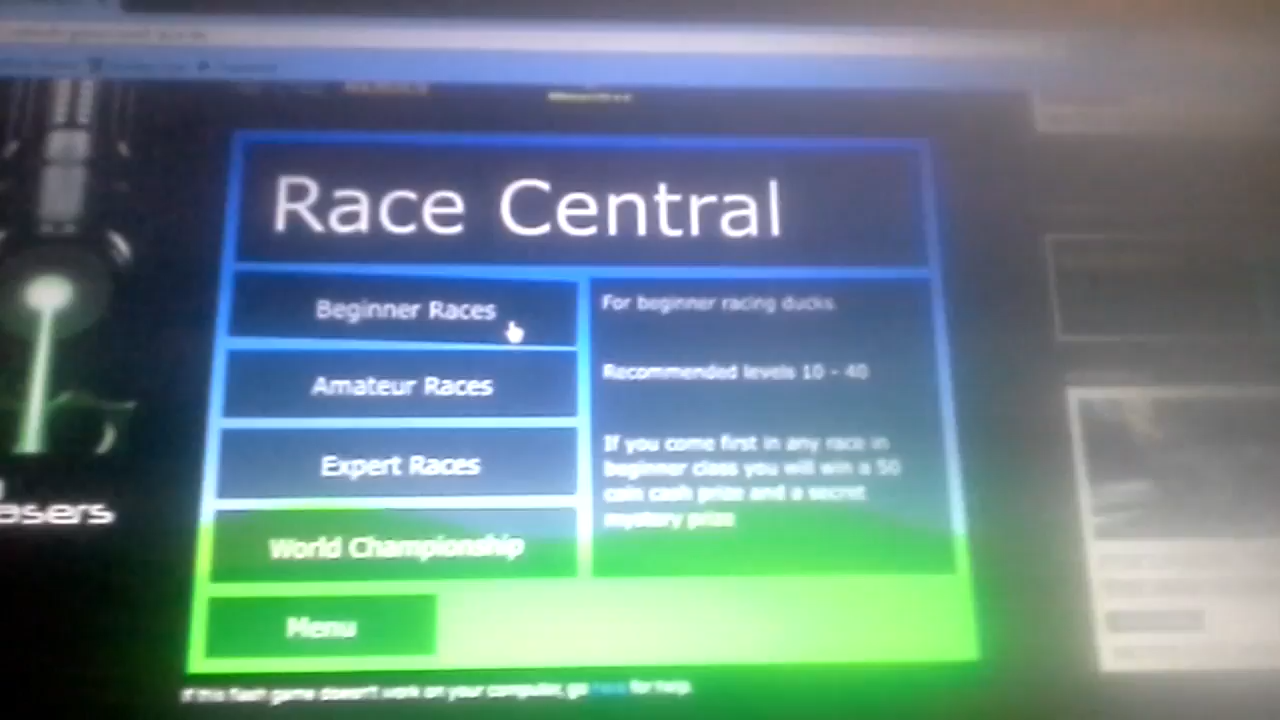 Race Central
Beginner Races
Amateur Races
Expert Races
World Championship
Menu
For beginner racing ducks
Recommended levels 10 - 40
If you come first in any race in
beginner class you will win a 50
coin cash prize and a secret
mystery prize
asers
If this flash game doesn't work on your computer, go here for help.